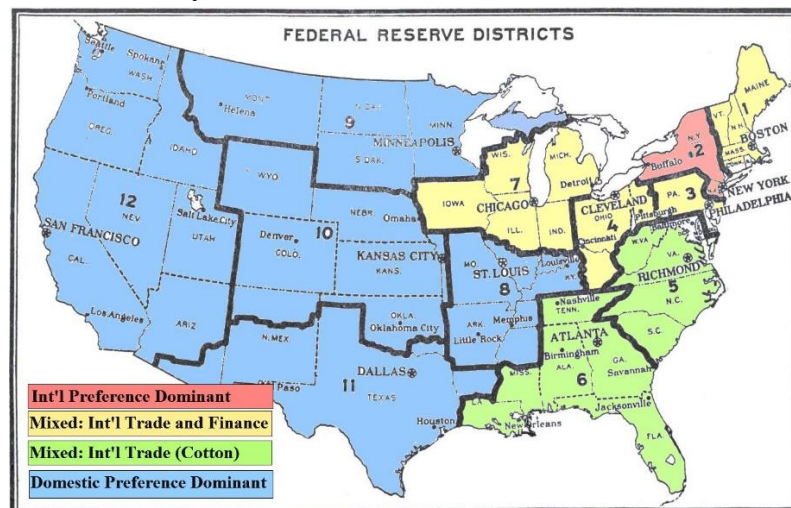 FEDERAL RESERVE DISTRICTS
Seattle
Spokane
WASH
Portland
OREG.
IDAHO
MONT
Helena
N.DAK.
9
MINNEAPOLIS
MINN.
S.DAK.
WYO.
12
NEV
SAN FRANCISCO
CAL.
Salt Lake City
UTAH
Los Angeles
ARIZ
NEBR.
Omaha
10
Denver
COLO.
KANSAS CITY
KANS.
OKLA.
Oklahoma City
N.MEX.
El Paso
11
DALLAS
TEXAS
Houston
WIS.
MICH.
7
Detroit
IOWA
CHICAGO
ILL.
IND.
CLEVELAND
OHIO
4
Pittsburgh
Cincinnati
MO.
ST.LOUIS
Louisville
KY.
8
ARK.
Memphis
Little Rock
Nashville
TENN.
ATLANTA
Birmingham
MISS.
ALA.
GA.
Savannah
6
LA.
New Orleans
Jacksonville
FLA.
W.VA.
VA.
RICHMOND
5
N.C.
S.C.
MAINE
1
VT.
N.H.
BOSTON
MASS.
N.Y.
2
Buffalo
NEW YORK
PA.
3
PHILADELPHIA
Baltimore
Int'l Preference Dominant
Mixed: Int'l Trade and Finance
Mixed: Int'l Trade (Cotton)
Domestic Preference Dominant